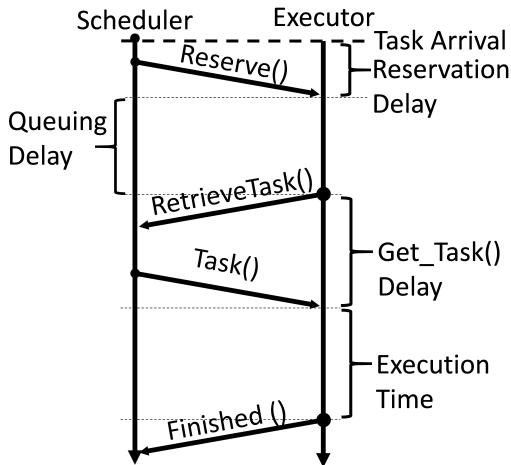 Scheduler
Executor
Task Arrival
Reserve()
Reservation
Delay
Queuing
Delay
RetrieveTask()
Get_Task()
Delay
Task()
Execution
Time
Finished ()